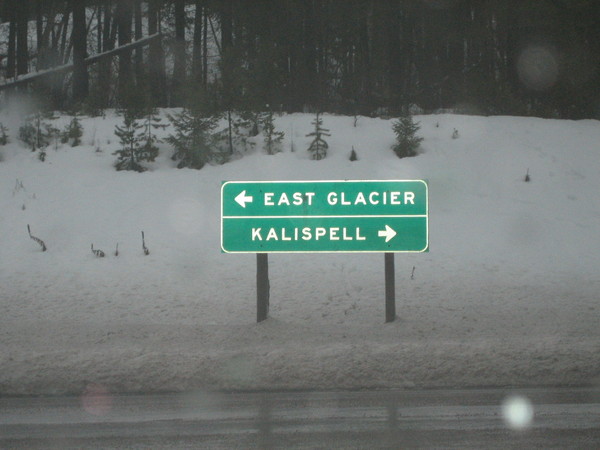 ← EAST GLACIER
KALISPELL →